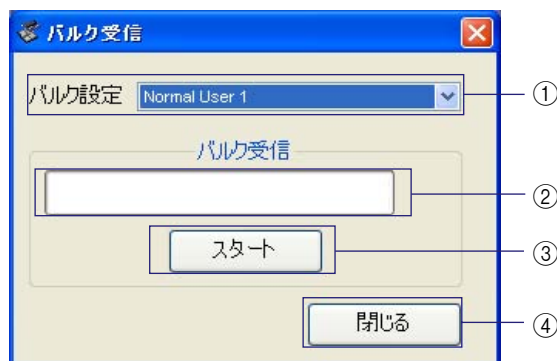 バルク受信
バルク設定 Normal User 1 ①
バルク受信
②
スタート ③
閉じる ④